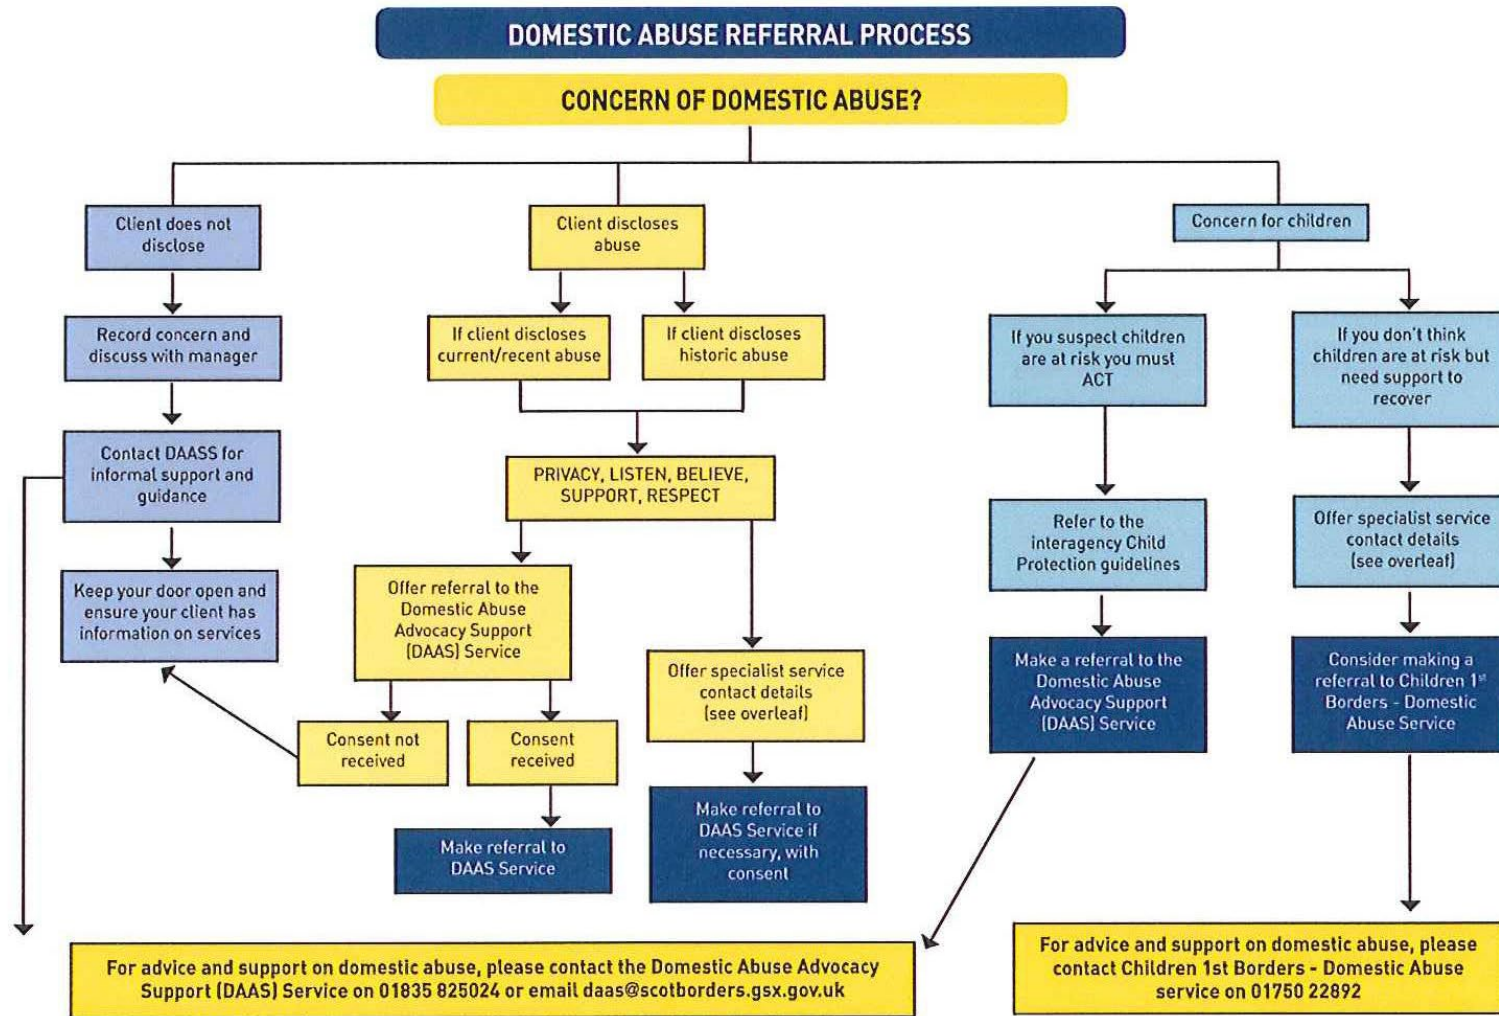 DOMESTIC ABUSE REFERRAL PROCESS
CONCERN OF DOMESTIC ABUSE?
Client does not
disclose
Record concern and
discuss with manager
Contact DAASS for
informal support and
guidance
Keep your door open and
ensure your client has
information on services
Client discloses
abuse
If client discloses
current/recent abuse
If client discloses
historic abuse
PRIVACY, LISTEN, BELIEVE,
SUPPORT, RESPECT
Offer referral to the
Domestic Abuse
Advocacy Support
(DAAS) Service
Consent not
received
Consent
received
Make referral to
DAAS Service
Offer specialist service
contact details
(see overleaf)
Make referral to
DAAS Service if
necessary, with
consent
Concern for children
If you suspect children
are at risk you must
ACT
Refer to the
interagency Child
Protection guidelines
Make a referral to the
Domestic Abuse
Advocacy Support
(DAAS) Service
If you don't think
children are at risk but
need support to
recover
Offer specialist service
contact details
(see overleaf)
Consider making a
referral to Children 1st
Borders - Domestic
Abuse Service
For advice and support on domestic abuse, please contact the Domestic Abuse Advocacy
Support (DAAS) Service on 01835 825024 or email daas@scotborders.gsx.gov.uk
For advice and support on domestic abuse, please
contact Children 1st Borders - Domestic Abuse
service on 01750 22892